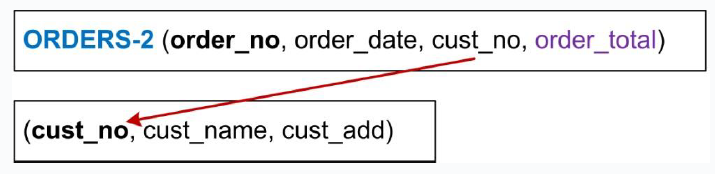 ORDERS-2 (order_no, order_date, cust_no, order_total)
(cust_no, cust_name, cust_add)